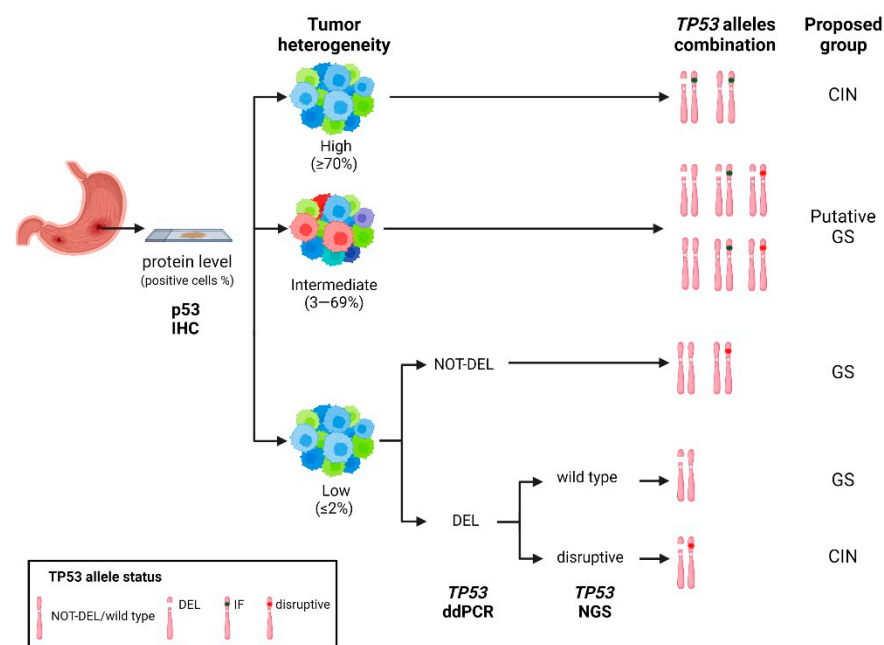 Tumor
heterogeneity
TP53 alleles
combination
Proposed
group
High
(≥70%)
CIN
protein level
(positive cells %)
p53
IHC
Intermediate
(3—69%)
Putative
GS
NOT-DEL
GS
Low
(≤2%)
wild type
GS
DEL
disruptive
CIN
TP53
ddPCR
TP53
NGS
TP53 allele status
NOT-DEL/wild type
DEL
IF
disruptive